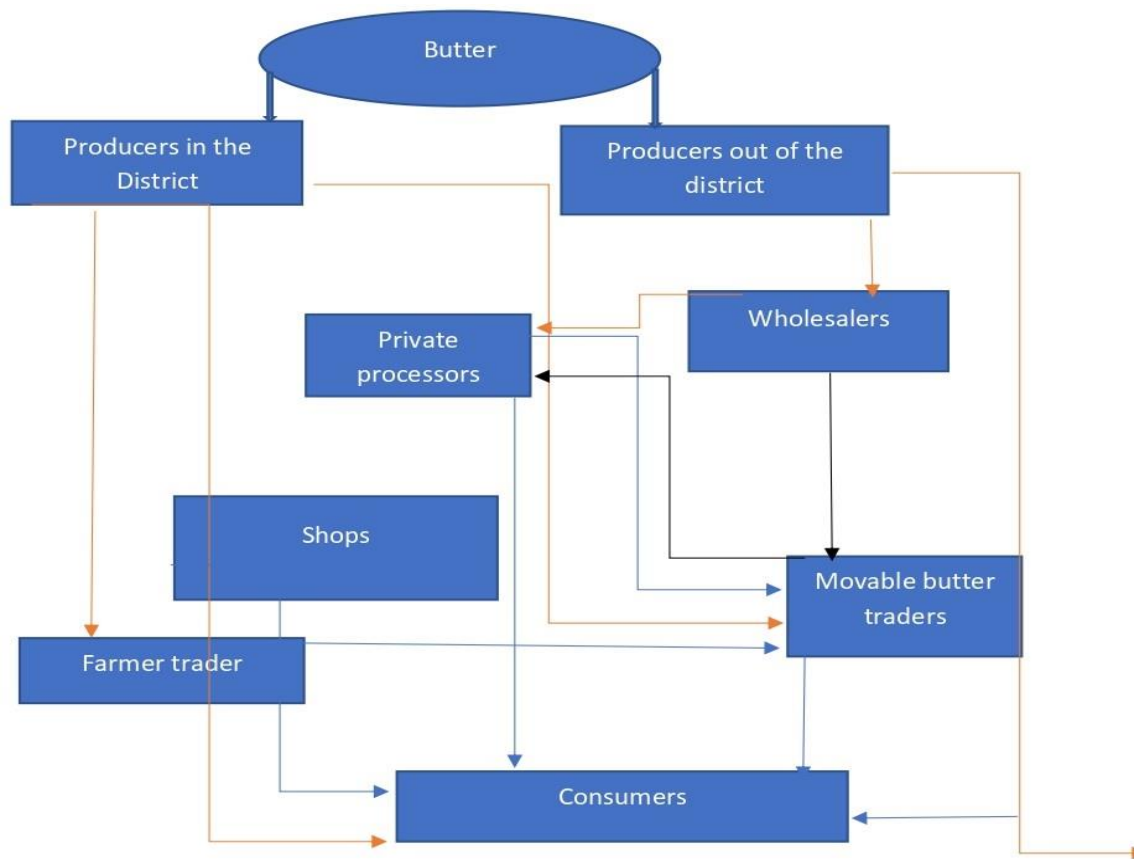 Butter
Producers in the
District
Producers out of the
district
Wholesalers
Private
processors
Shops
Movable butter
traders
Farmer trader
Consumers